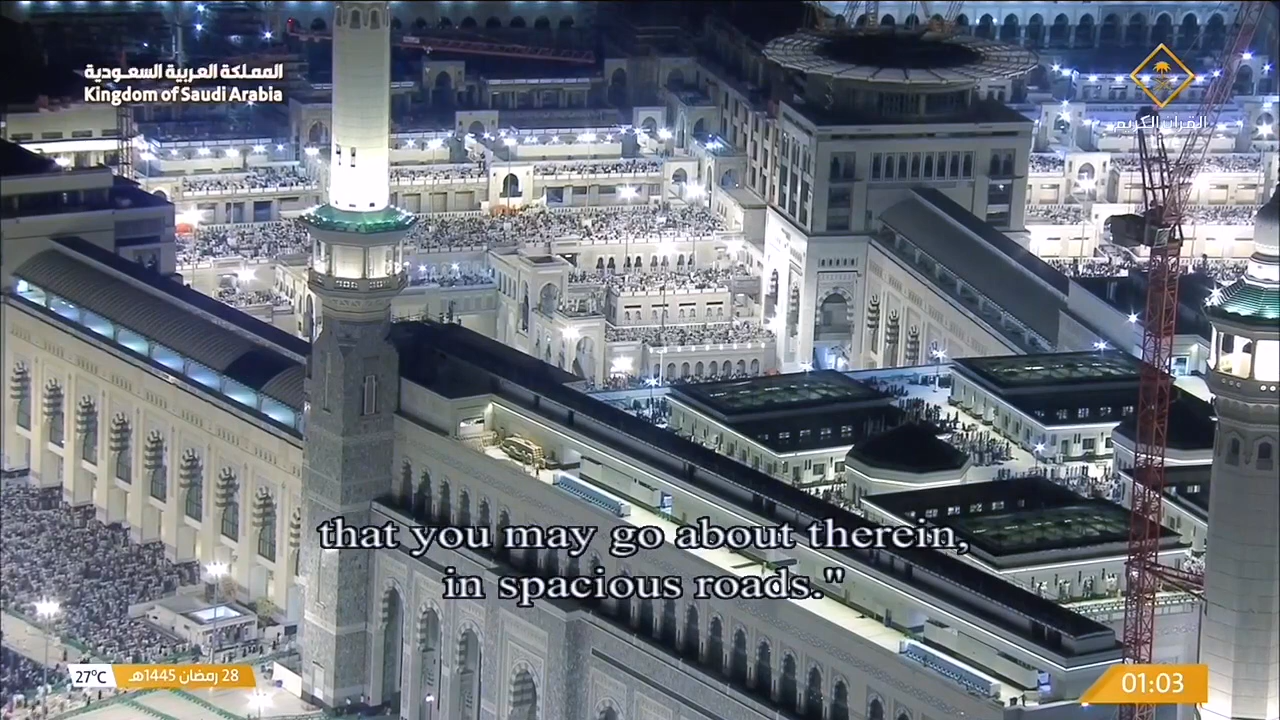 المملكة العربية السعودية
Kingdom of Saudi Arabia
القرآن الكريم
that you may go about therein,
in spacious roads."
27°C
28 رمضان 1445هـ
01:03